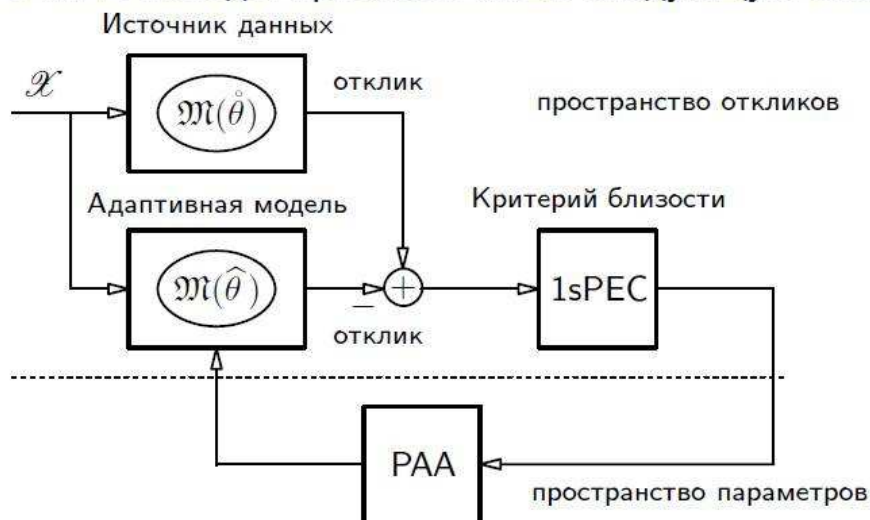 Источник данных
𝒳
𝔐(θ̊)
отклик
пространство откликов
Адаптивная модель
Критерий близости
𝔐(θ̂)
+
1sPEC
−
отклик
PAA
пространство параметров